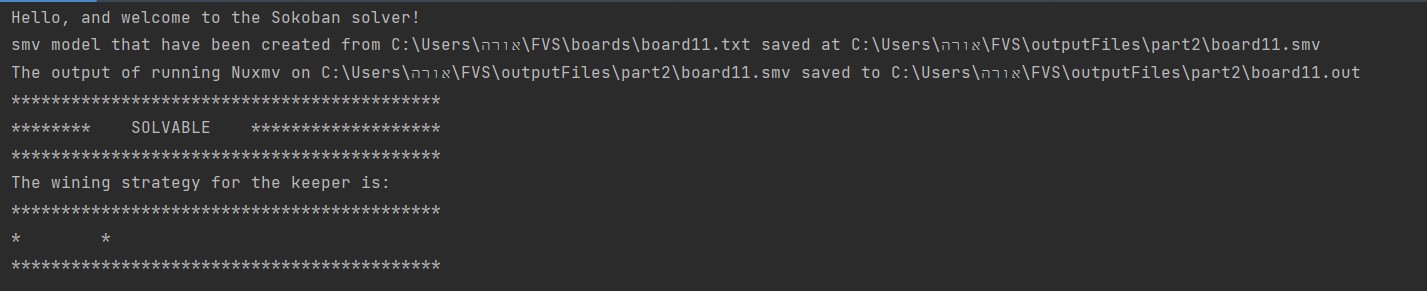 Hello, and welcome to the Sokoban solver!
smv model that have been created from C:\Users\אורה\FVS\boards\board11.txt saved at C:\Users\אורה\FVS\outputFiles\part2\board11.smv
The output of running Nuxmv on C:\Users\אורה\FVS\outputFiles\part2\board11.smv saved to C:\Users\אורה\FVS\outputFiles\part2\board11.out
*******************************************
********    SOLVABLE    *******************
*******************************************
The wining strategy for the keeper is:
*******************************************
*        *
*******************************************